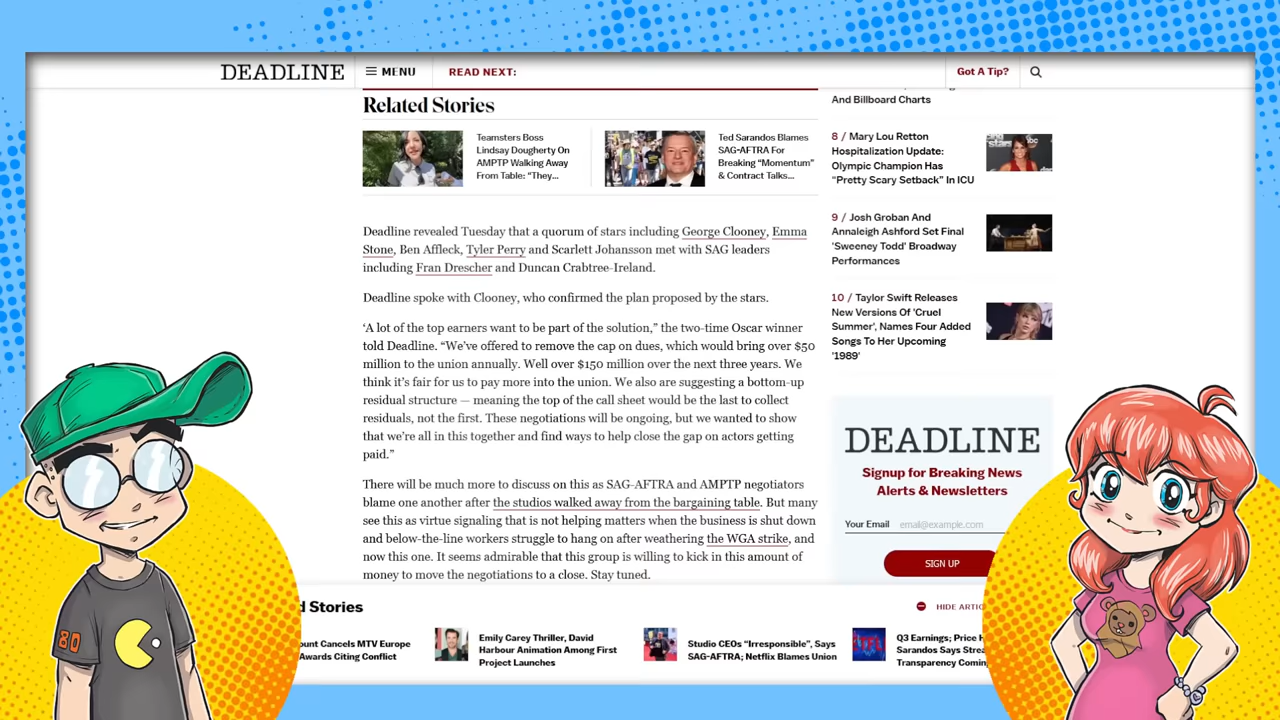 DEADLINE
MENU
READ NEXT:
Got A Tip?
Related Stories
Teamsters Boss
Lindsay Dougherty On
AMPTP Walking Away
From Table: “They...
Ted Sarandos Blames
SAG-AFTRA For
Breaking “Momentum”
& Contract Talks...
Deadline revealed Tuesday that a quorum of stars including George Clooney, Emma
Stone, Ben Affleck, Tyler Perry and Scarlett Johansson met with SAG leaders
including Fran Drescher and Duncan Crabtree-Ireland.
Deadline spoke with Clooney, who confirmed the plan proposed by the stars.
‘A lot of the top earners want to be part of the solution,” the two-time Oscar winner
told Deadline. “We’ve offered to remove the cap on dues, which would bring over $50
million to the union annually. Well over $150 million over the next three years. We
think it’s fair for us to pay more into the union. We also are suggesting a bottom-up
residual structure — meaning the top of the call sheet would be the last to collect
residuals, not the first. These negotiations will be ongoing, but we wanted to show
that we’re all in this together and find ways to help close the gap on actors getting
paid.”
There will be much more to discuss on this as SAG-AFTRA and AMPTP negotiators
blame one another after the studios walked away from the bargaining table. But many
see this as virtue signaling that is not helping matters when the business is shut down
and below-the-line workers struggle to hang on after weathering the WGA strike, and
now this one. It seems admirable that this group is willing to kick in this amount of
money to move the negotiations to a close. Stay tuned.
And Billboard Charts
8 / Mary Lou Retton
Hospitalization Update:
Olympic Champion Has
“Pretty Scary Setback” In ICU
9 / Josh Groban And
Annaleigh Ashford Set Final
'Sweeney Todd' Broadway
Performances
10 / Taylor Swift Releases
New Versions Of 'Cruel
Summer', Names Four Added
Songs To Her Upcoming
'1989'
DEADLINE
Signup for Breaking News
Alerts & Newsletters
Your Email email@example.com
SIGN UP
d Stories
HIDE ARTIC
ount Cancels MTV Europe
Awards Citing Conflict
Emily Carey Thriller, David
Harbour Animation Among First
Project Launches
Studio CEOs “Irresponsible”, Says
SAG-AFTRA; Netflix Blames Union
Q3 Earnings; Price H
Sarandos Says Strea
Transparency Comin
80